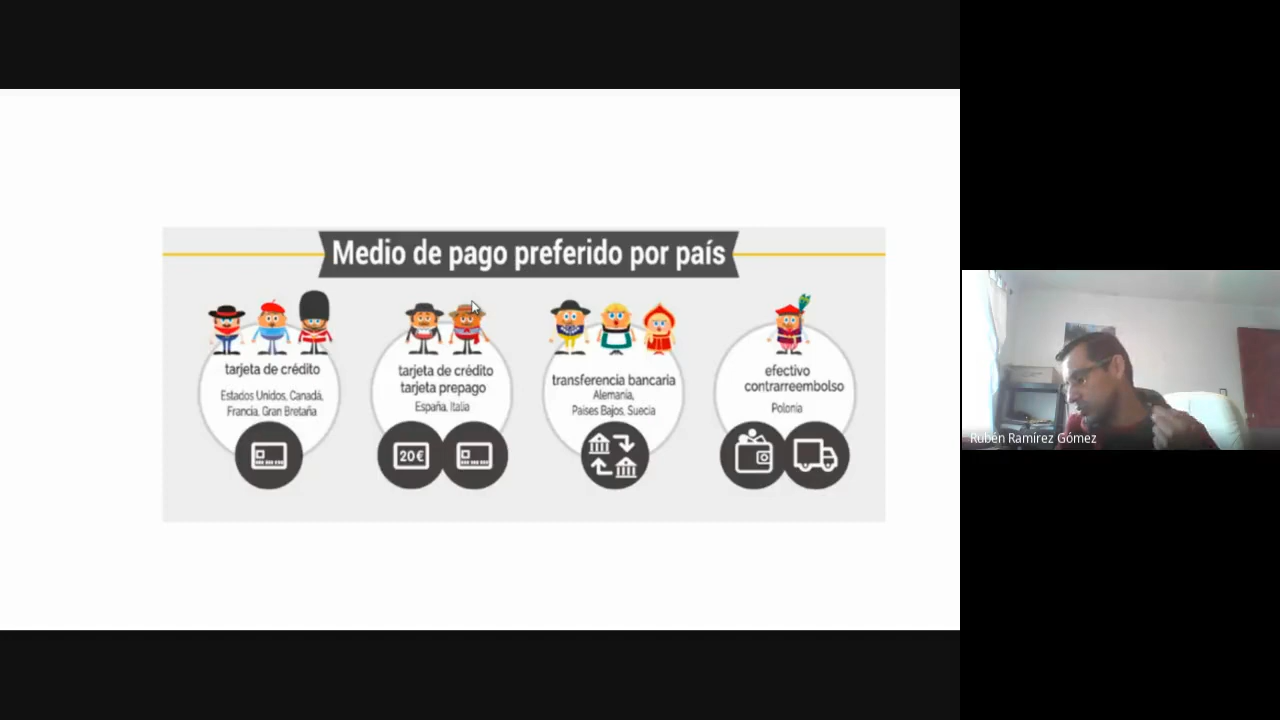 Medio de pago preferido por país
tarjeta de crédito
Estados Unidos, Canadá,
Francia, Gran Bretaña
tarjeta de crédito
tarjeta prepago
España, Italia
20€
transferencia bancaria
Alemania,
Países Bajos, Suecia
efectivo
contrarreembolso
Polonia
Rubén Ramírez Gómez